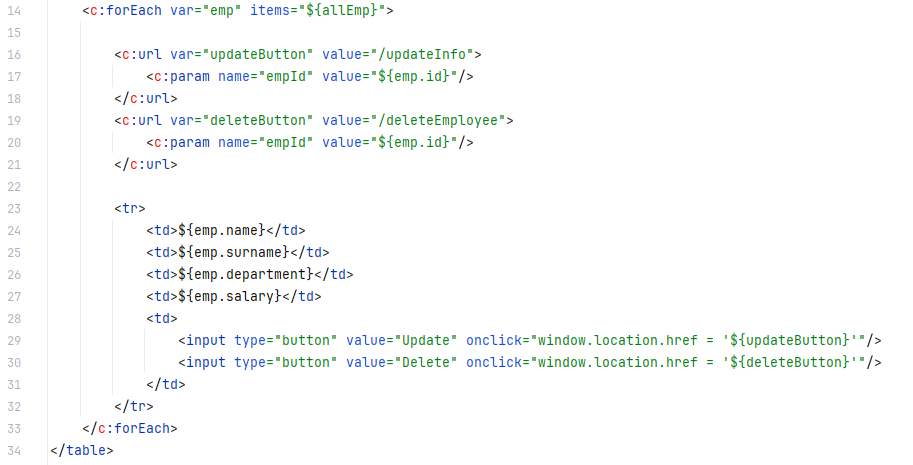 14    <c:forEach var="emp" items="${allEmp}">
15
16        <c:url var="updateButton" value="/updateInfo">
17            <c:param name="empId" value="${emp.id}"/>
18        </c:url>
19        <c:url var="deleteButton" value="/deleteEmployee">
20            <c:param name="empId" value="${emp.id}"/>
21        </c:url>
22
23        <tr>
24            <td>${emp.name}</td>
25            <td>${emp.surname}</td>
26            <td>${emp.department}</td>
27            <td>${emp.salary}</td>
28            <td>
29                <input type="button" value="Update" onclick="window.location.href = '${updateButton}'"/>
30                <input type="button" value="Delete" onclick="window.location.href = '${deleteButton}'"/>
31            </td>
32        </tr>
33    </c:forEach>
34 </table>